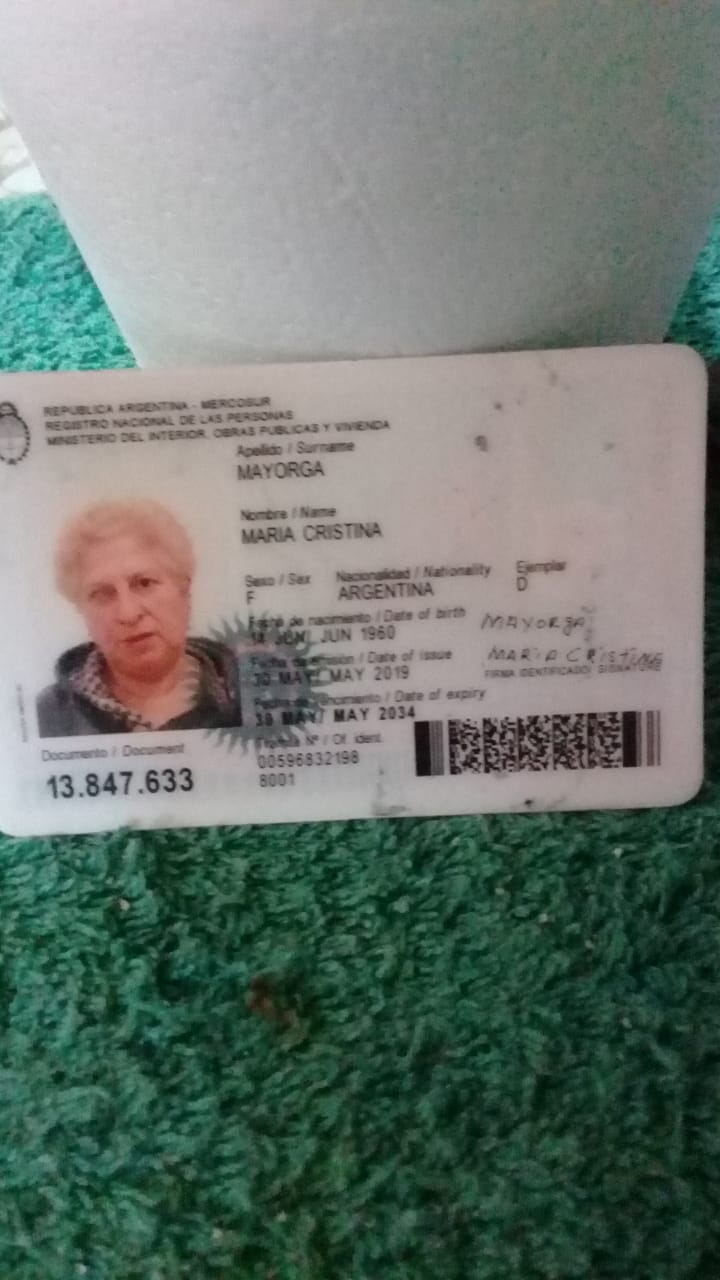 REPUBLICA ARGENTINA - MERCOSUR
REGISTRO NACIONAL DE LAS PERSONAS
MINISTERIO DEL INTERIOR, OBRAS PUBLICAS Y VIVIENDA
Apellido / Surname
MAYORGA
Nombre / Name
MARIA CRISTINA
Sexo / Sex Nacionalidad / Nationality Ejemplar
F ARGENTINA D
Fecha de nacimiento / Date of birth
14 JUN/ JUN 1960
Fecha de emisión / Date of issue
30 MAY/ MAY 2019
Fecha de vencimiento / Date of expiry
30 MAY/ MAY 2034
MAYORGA
MARIA CRISTINA
FIRMA IDENTIFICADO/ SIGNATURE
Documento / Document
13.847.633
Trámite Nº / Of. ident.
00596832198
8001